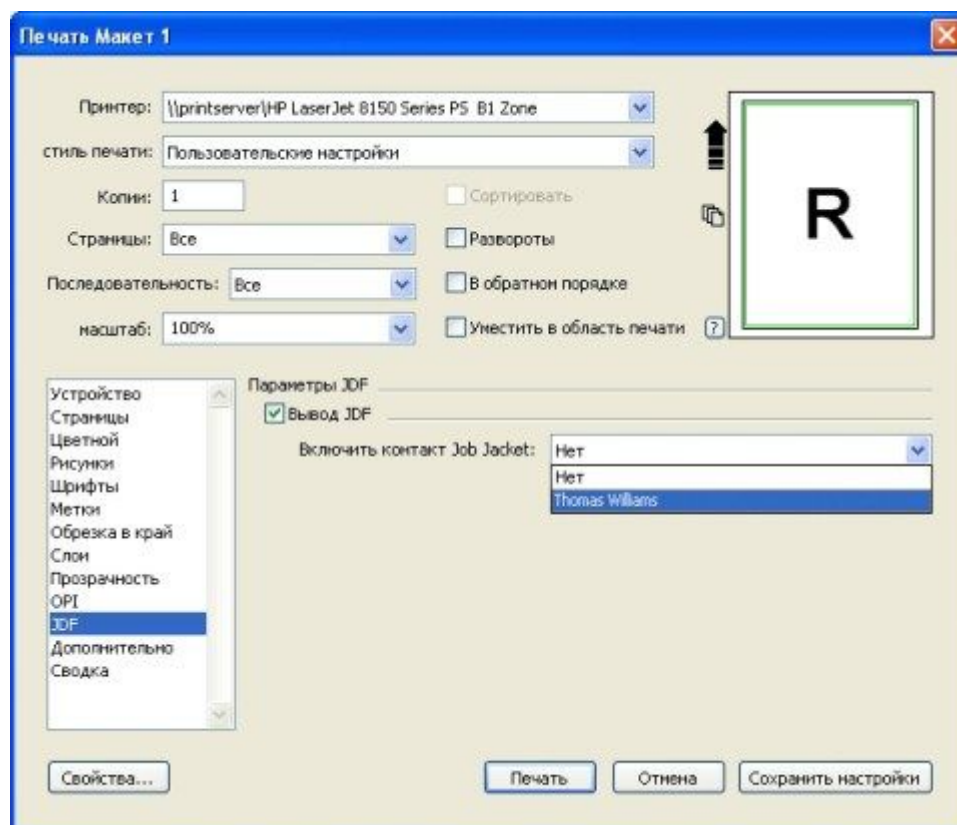 Печать Макет 1
Принтер: \\printserver\HP LaserJet 8150 Series PS B1 Zone
стиль печати: Пользовательские настройки
Копии: 1 Сортировать
Страницы: Все Развороты
Последовательность: Все В обратном порядке
масштаб: 100% Уместить в область печати ?
R
Устройство
Страницы
Цветной
Рисунки
Шрифты
Метки
Обрезка в край
Слои
Прозрачность
OPI
JDF
Дополнительно
Сводка
Параметры JDF
Вывод JDF
Включить контакт Job Jacket: Нет
Нет
Thomas Williams
Свойства... Печать Отмена Сохранить настройки